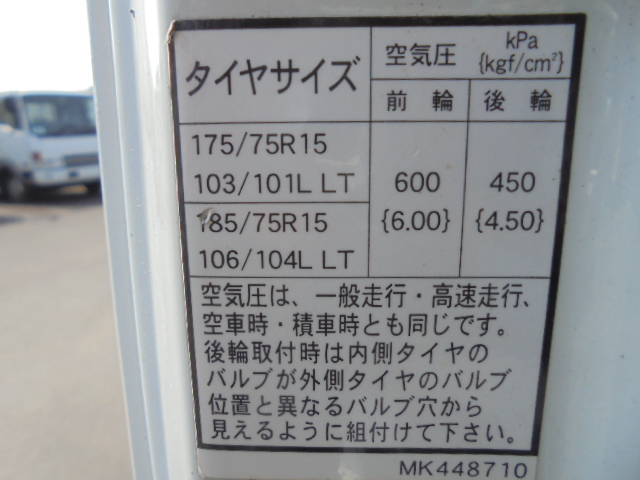 タイヤサイズ
空気圧 kPa
{kgf/cm²}
前輪 後輪
175/75R15
103/101L LT 600 450
185/75R15 {6.00} {4.50}
106/104L LT
空気圧は、一般走行・高速走行、
空車時・積車時とも同じです。
後輪取付時は内側タイヤの
バルブが外側タイヤのバルブ
位置と異なるバルブ穴から
見えるように組付けて下さい。
MK448710